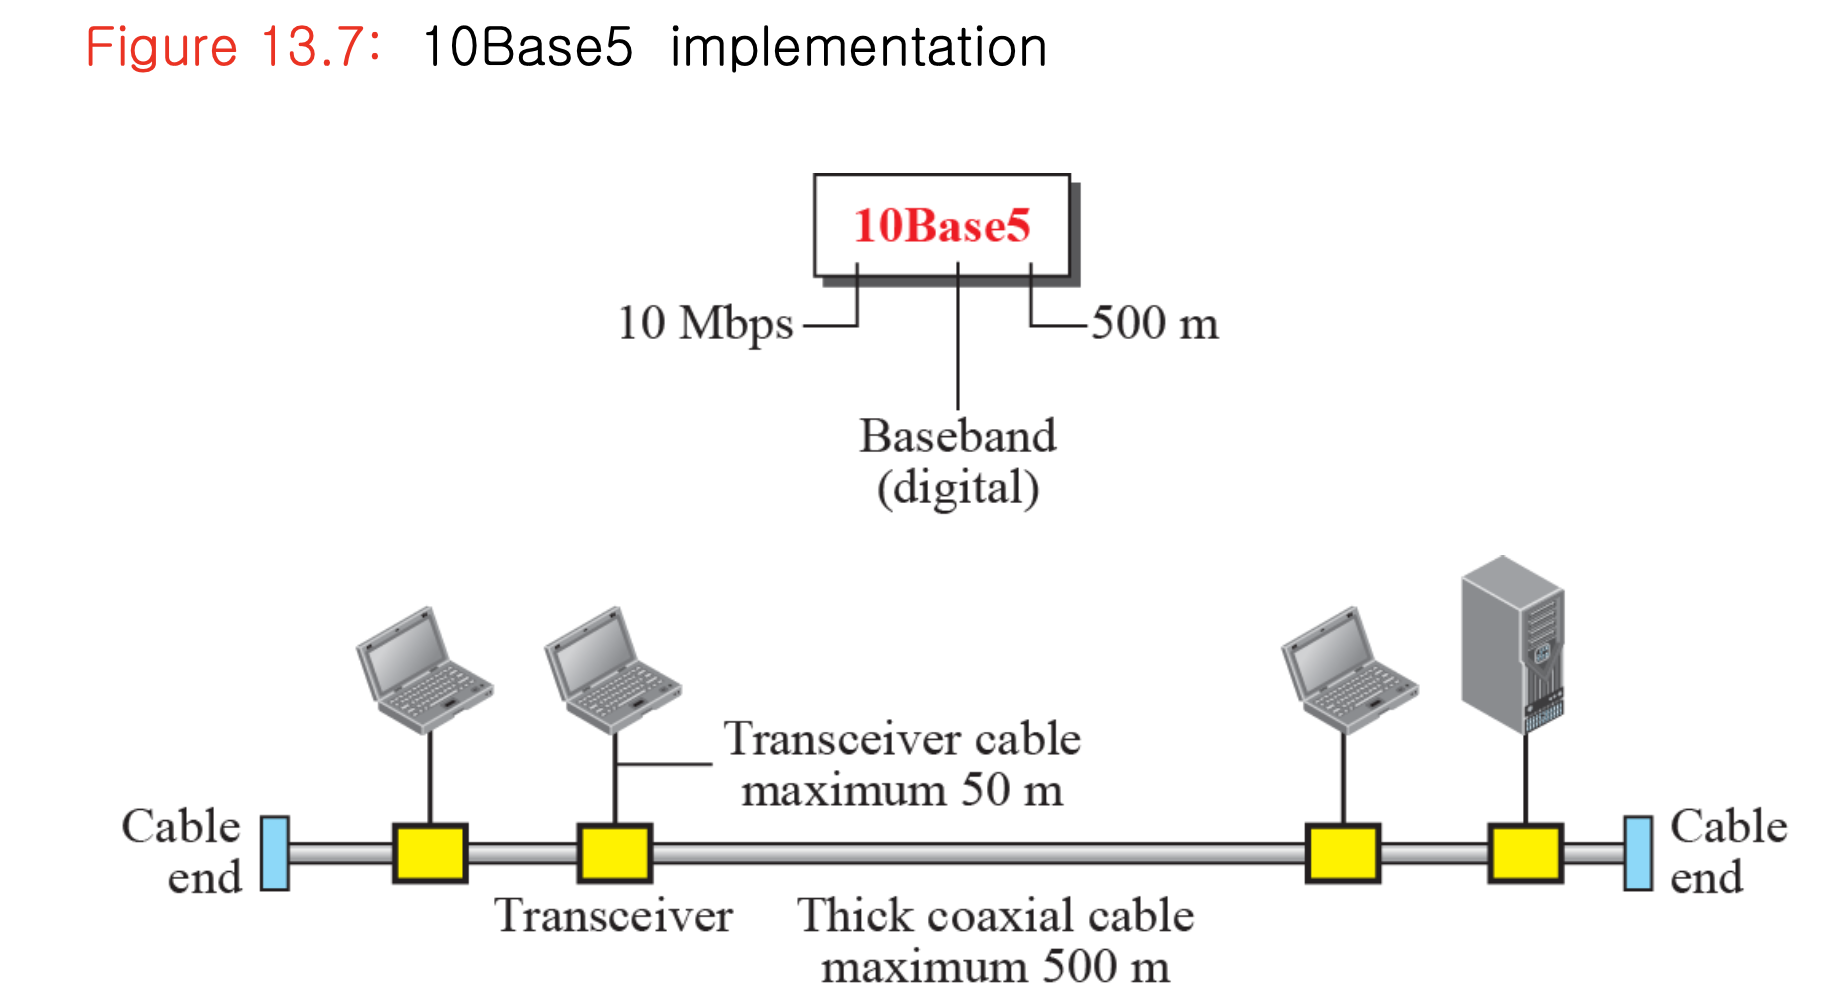 Figure 13.7: 10Base5 implementation
10Base5
10 Mbps
500 m
Baseband
(digital)
Transceiver cable
maximum 50 m
Cable
end
Cable
end
Transceiver
Thick coaxial cable
maximum 500 m